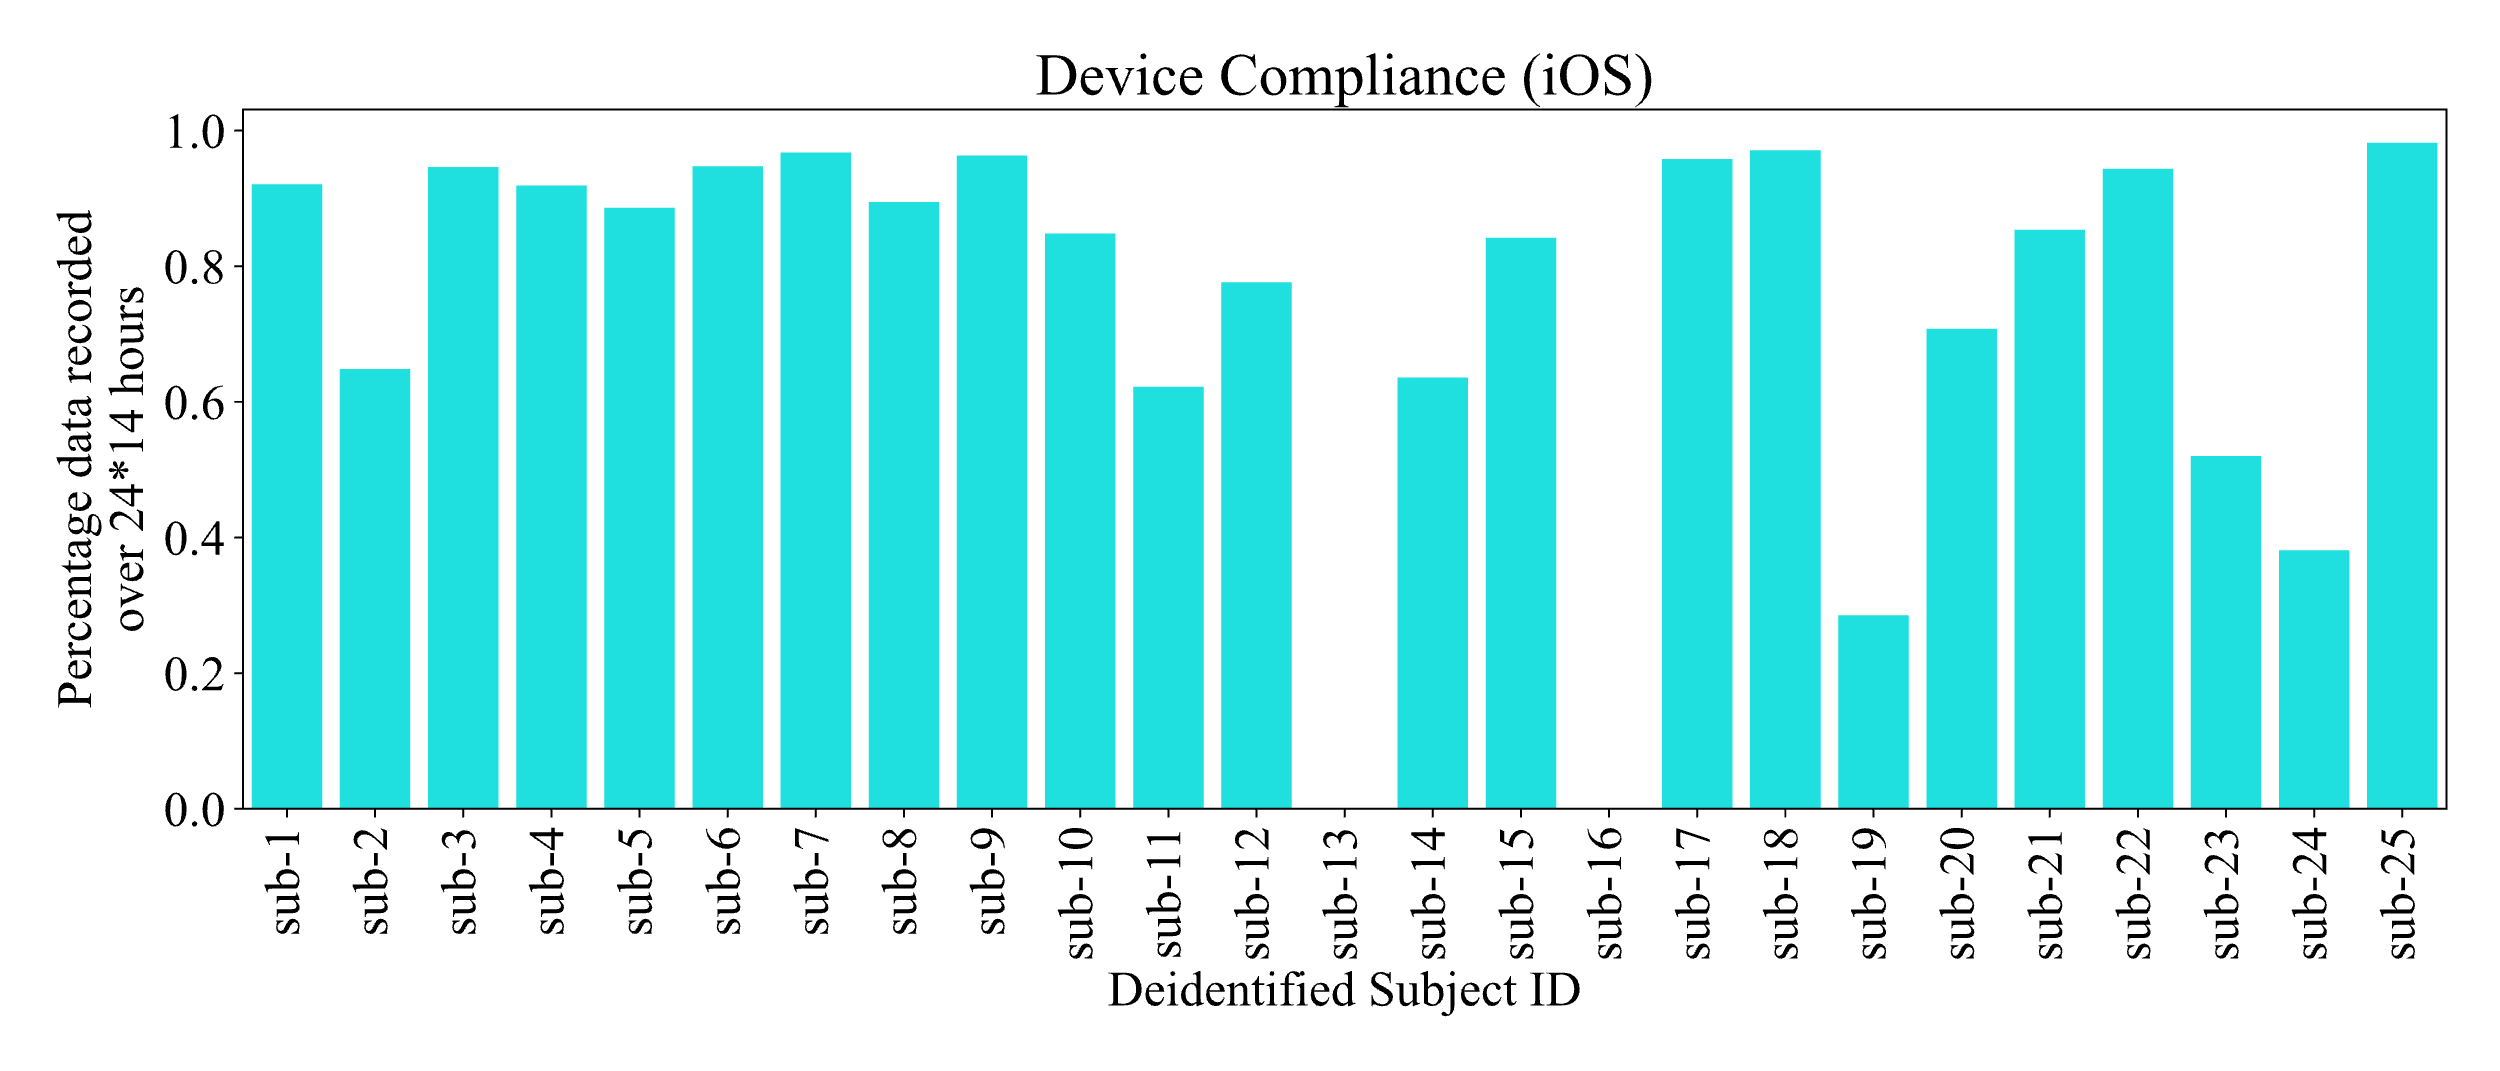 Device Compliance (iOS)
Percentage data recorded
over 24*14 hours
1.0
0.8
0.6
0.4
0.2
0.0
sub-1
sub-2
sub-3
sub-4
sub-5
sub-6
sub-7
sub-8
sub-9
sub-10
sub-11
sub-12
sub-13
sub-14
sub-15
sub-16
sub-17
sub-18
sub-19
sub-20
sub-21
sub-22
sub-23
sub-24
sub-25
Deidentified Subject ID